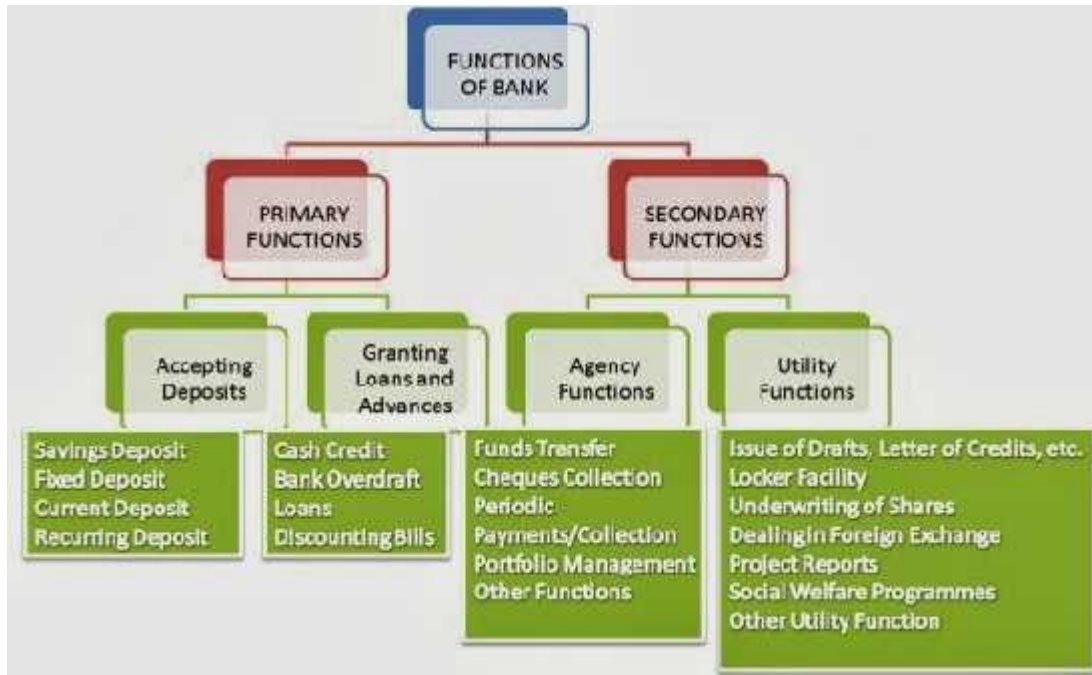 FUNCTIONS
OF BANK
PRIMARY
FUNCTIONS
SECONDARY
FUNCTIONS
Accepting
Deposits
Granting
Loans and
Advances
Agency
Functions
Utility
Functions
Savings Deposit
Fixed Deposit
Current Deposit
Recurring Deposit
Cash Credit
Bank Overdraft
Loans
Discounting Bills
Funds Transfer
Cheques Collection
Periodic
Payments/Collection
Portfolio Management
Other Functions
Issue of Drafts, Letter of Credits, etc.
Locker Facility
Underwriting of Shares
Dealing in Foreign Exchange
Project Reports
Social Welfare Programmes
Other Utility Function